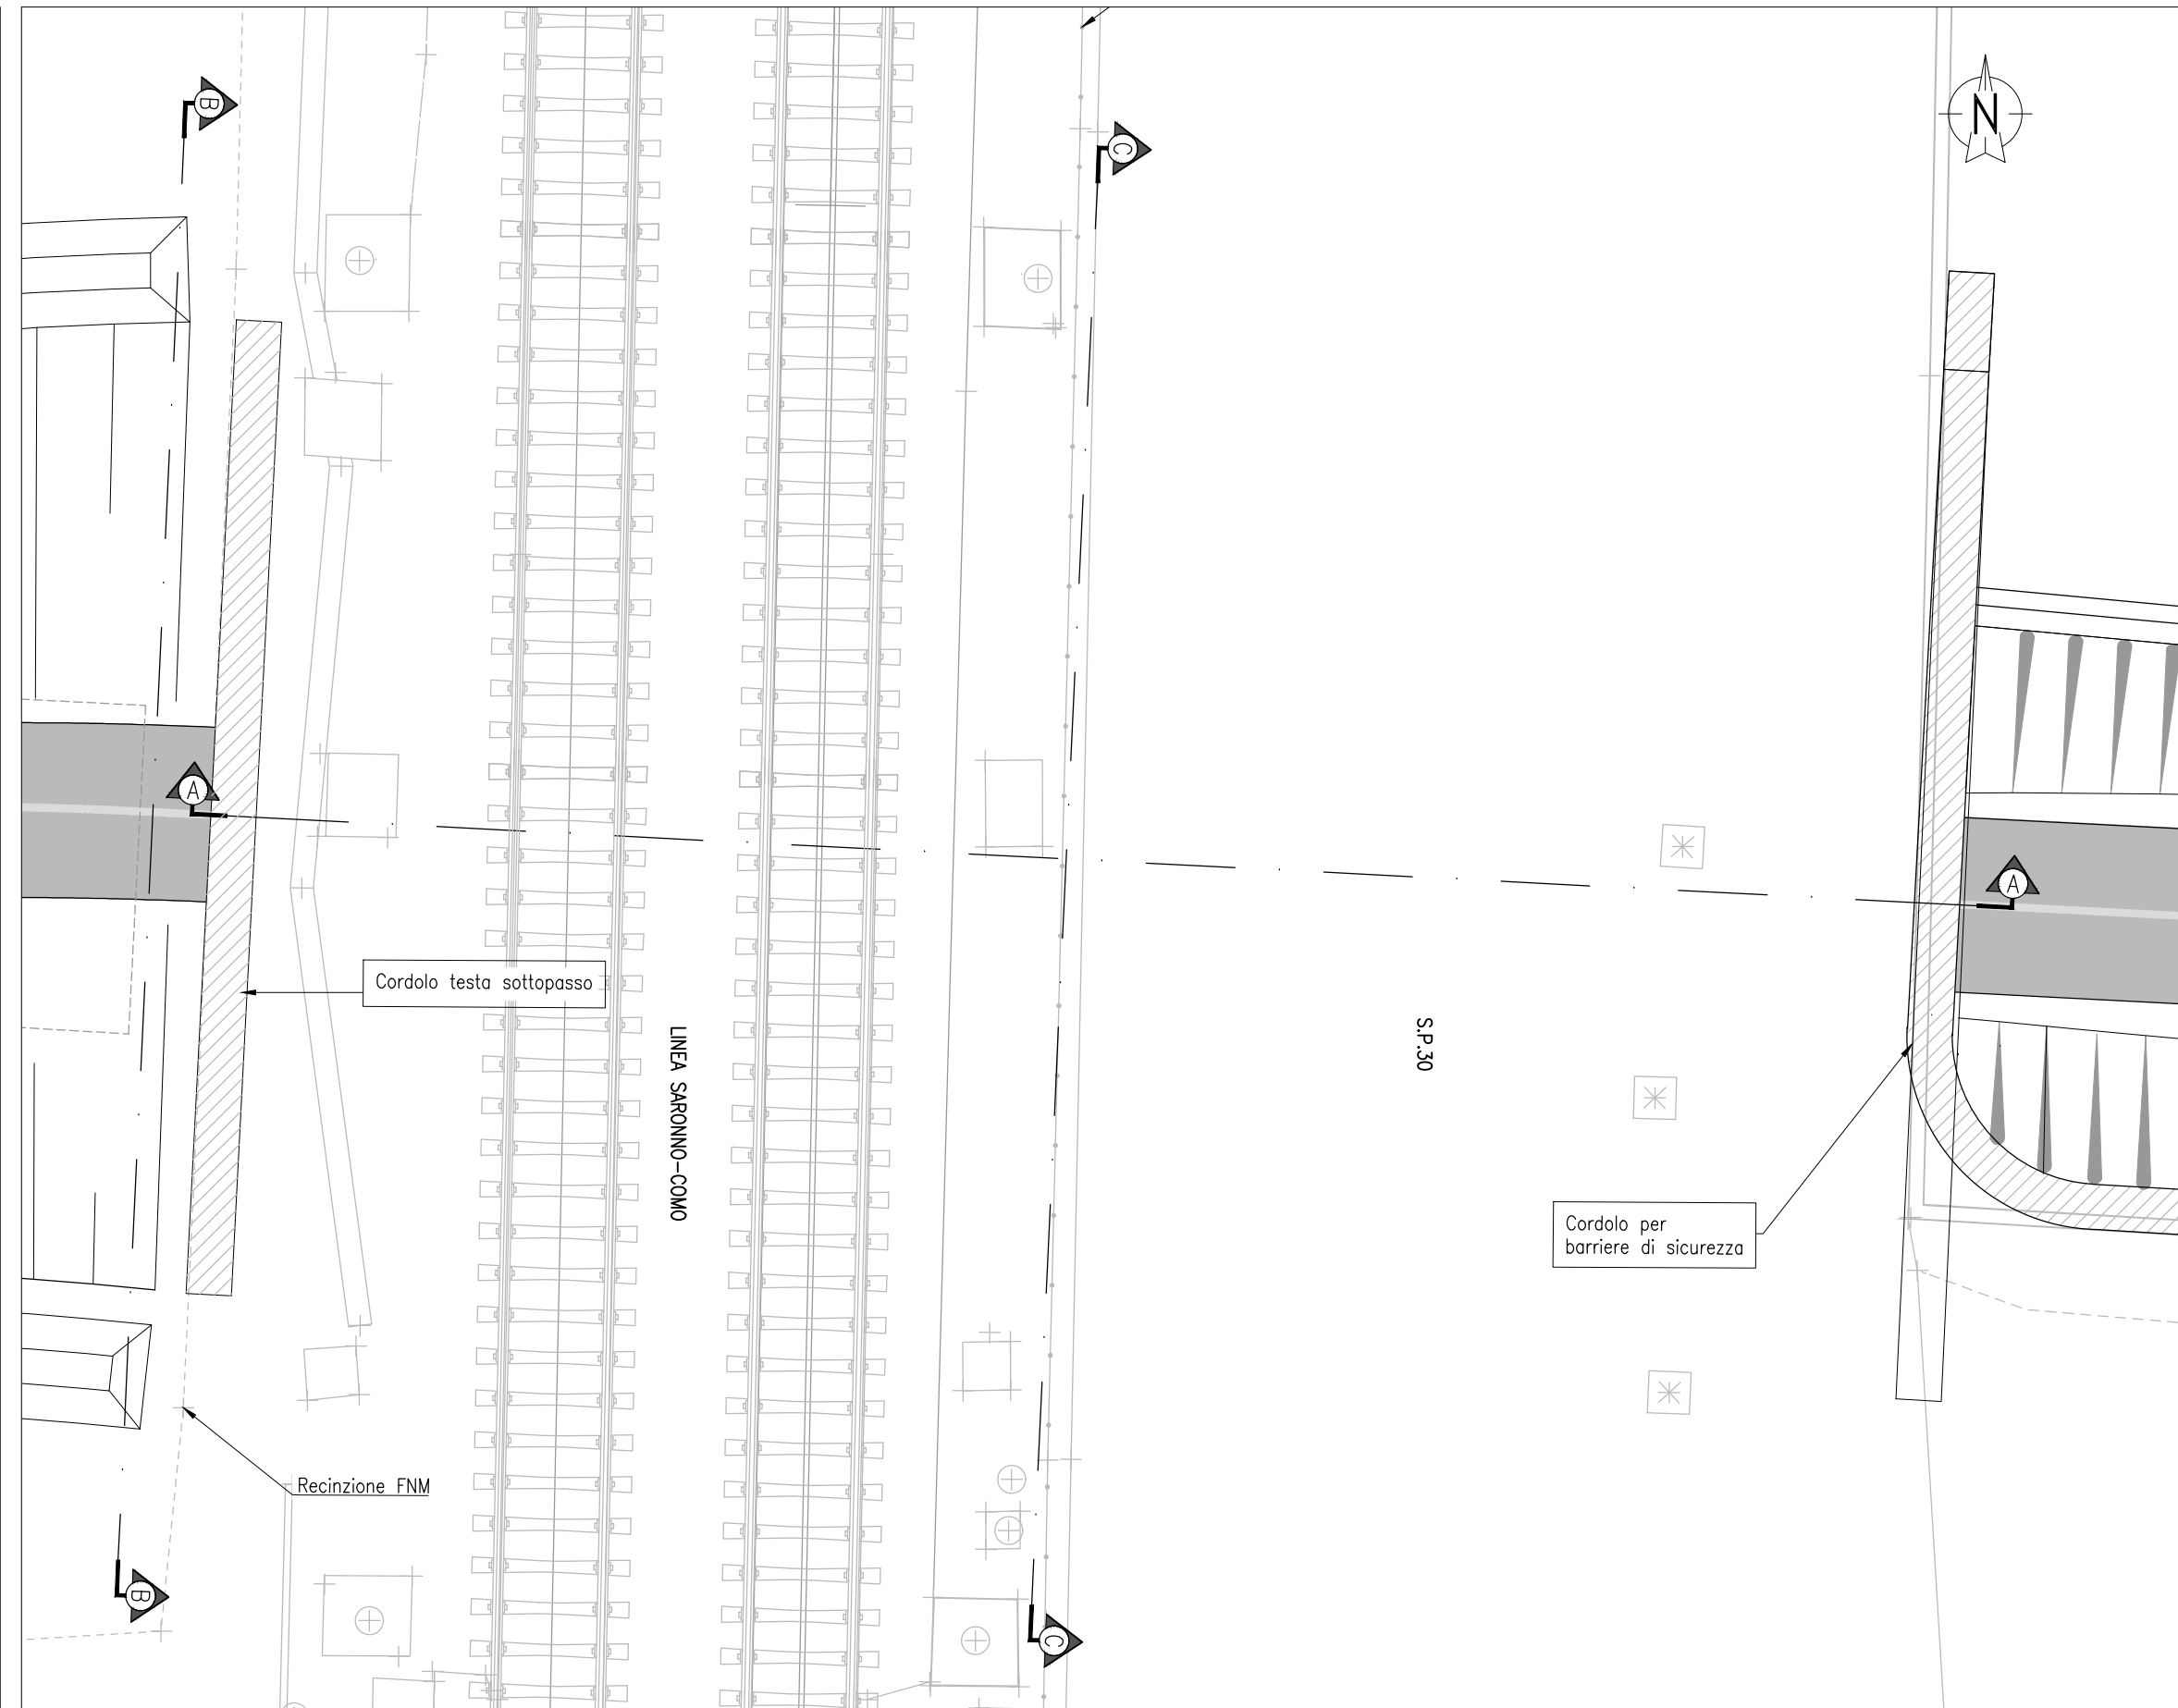 B
C
N
A
A
Cordolo testa sottopasso
LINEA SARONNO-COMO
S.P.30
Cordolo per
barriere di sicurezza
Recinzione FNM
B
C